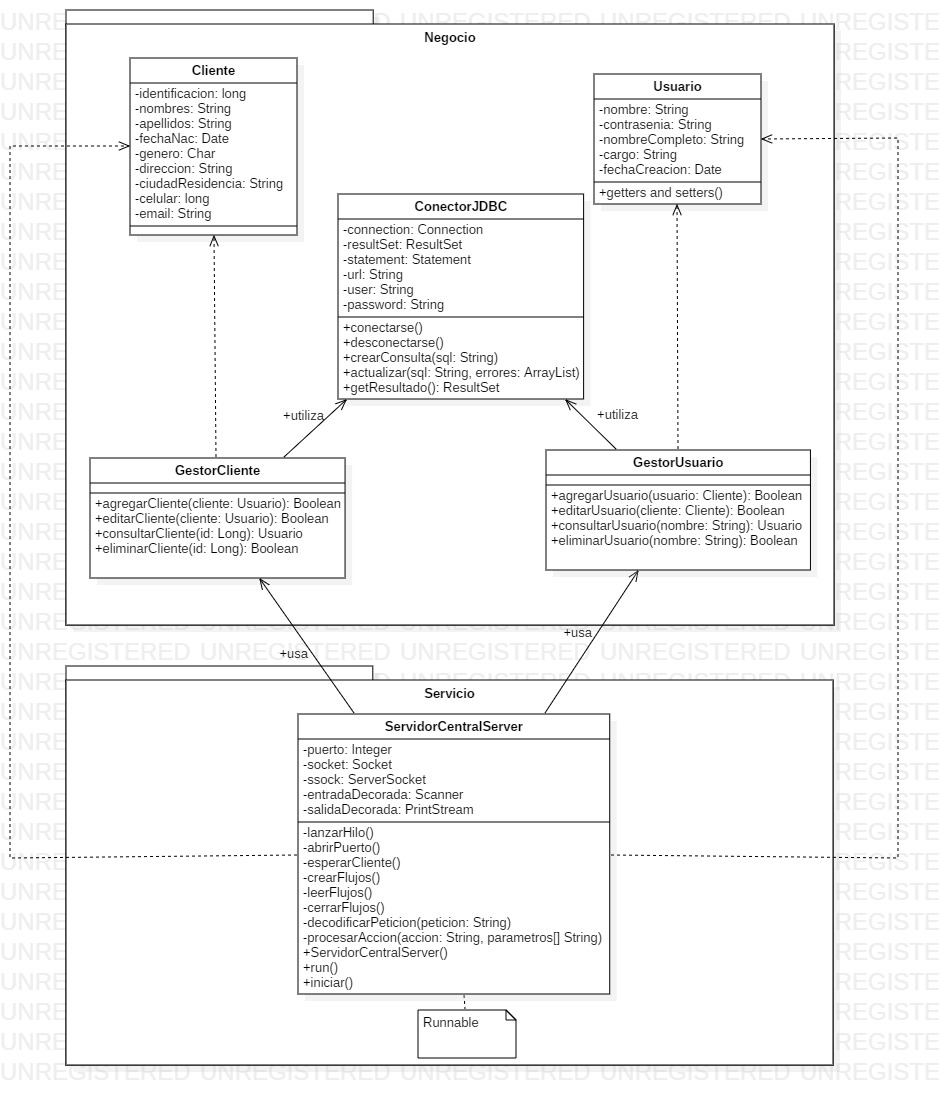 Negocio
Cliente
-identificacion: long
-nombres: String
-apellidos: String
-fechaNac: Date
-genero: Char
-direccion: String
-ciudadResidencia: String
-celular: long
-email: String
Usuario
-nombre: String
-contrasenia: String
-nombreCompleto: String
-cargo: String
-fechaCreacion: Date
+getters and setters()
ConectorJDBC
-connection: Connection
-resultSet: ResultSet
-statement: Statement
-url: String
-user: String
-password: String
+conectarse()
+desconectarse()
+crearConsulta(sql: String)
+actualizar(sql: String, errores: ArrayList)
+getResultado(): ResultSet
+utiliza
+utiliza
GestorCliente
+agregarCliente(cliente: Usuario): Boolean
+editarCliente(cliente: Usuario): Boolean
+consultarCliente(id: Long): Usuario
+eliminarCliente(id: Long): Boolean
GestorUsuario
+agregarUsuario(usuario: Cliente): Boolean
+editarUsuario(cliente: Cliente): Boolean
+consultarUsuario(nombre: String): Usuario
+eliminarUsuario(nombre: String): Boolean
+usa
+usa
UNREGISTERED UNREGISTERED UNREGISTERED UNREGISTERED UNREGISTERED
Servicio
ServidorCentralServer
-puerto: Integer
-socket: Socket
-ssock: ServerSocket
-entradaDecorada: Scanner
-salidaDecorada: PrintStream
-lanzarHilo()
-abrirPuerto()
-esperarCliente()
-crearFlujos()
-leerFlujos()
-cerrarFlujos()
-decodificarPeticion(peticion: String)
-procesarAccion(accion: String, parametros[] String)
+ServidorCentralServer()
+run()
+iniciar()
Runnable
UNREGISTERED UNREGISTERED UNREGISTERED UNREGISTERED UNREGISTERED